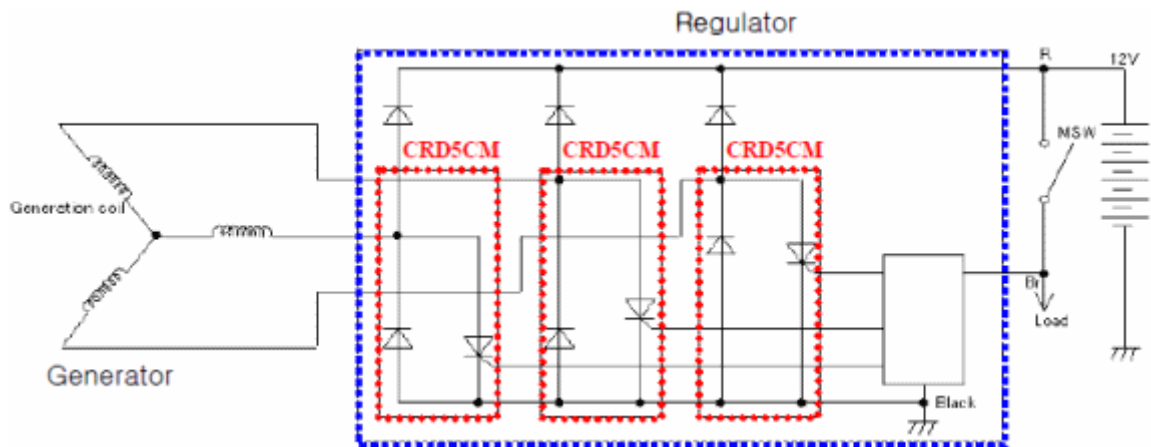 Regulator
R
12V
MSW
CRD5CM
CRD5CM
CRD5CM
Generation coil
Br
Load
Generator
Black